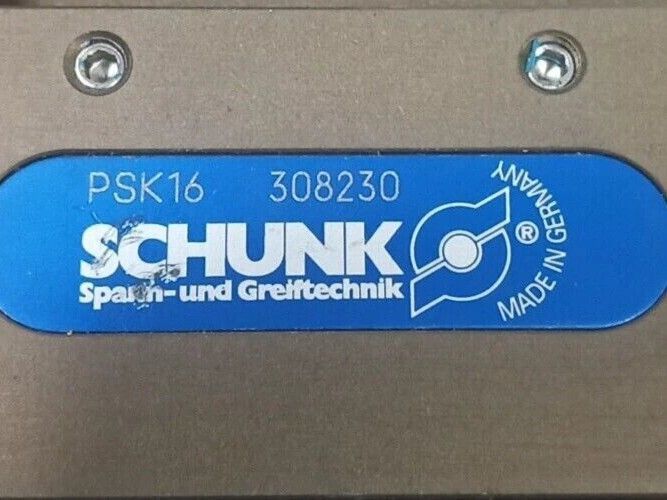 PSK16 308230
SCHUNK
Spann-und Greiftechnik
®
MADE IN GERMANY